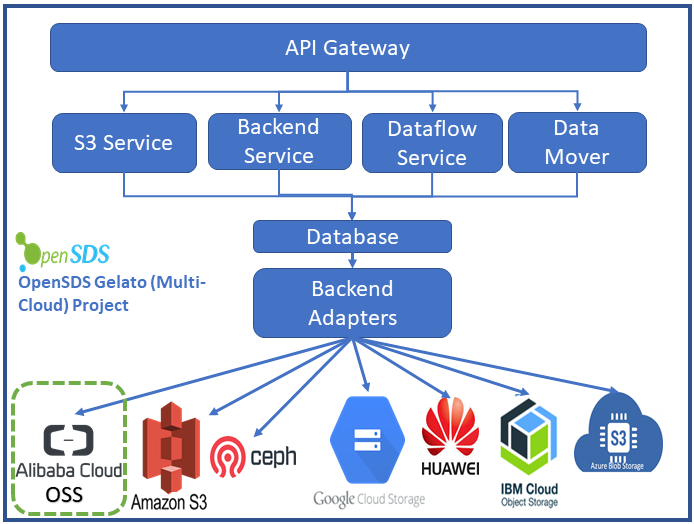 API Gateway
S3 Service
Backend
Service
Dataflow
Service
Data
Mover
Database
OpenSDS
OpenSDS Gelato (Multi-
Cloud) Project
Backend
Adapters
Alibaba Cloud
OSS
Amazon S3
ceph
Google Cloud Storage
HUAWEI
IBM Cloud
Object Storage
S3
Azure Blob Storage